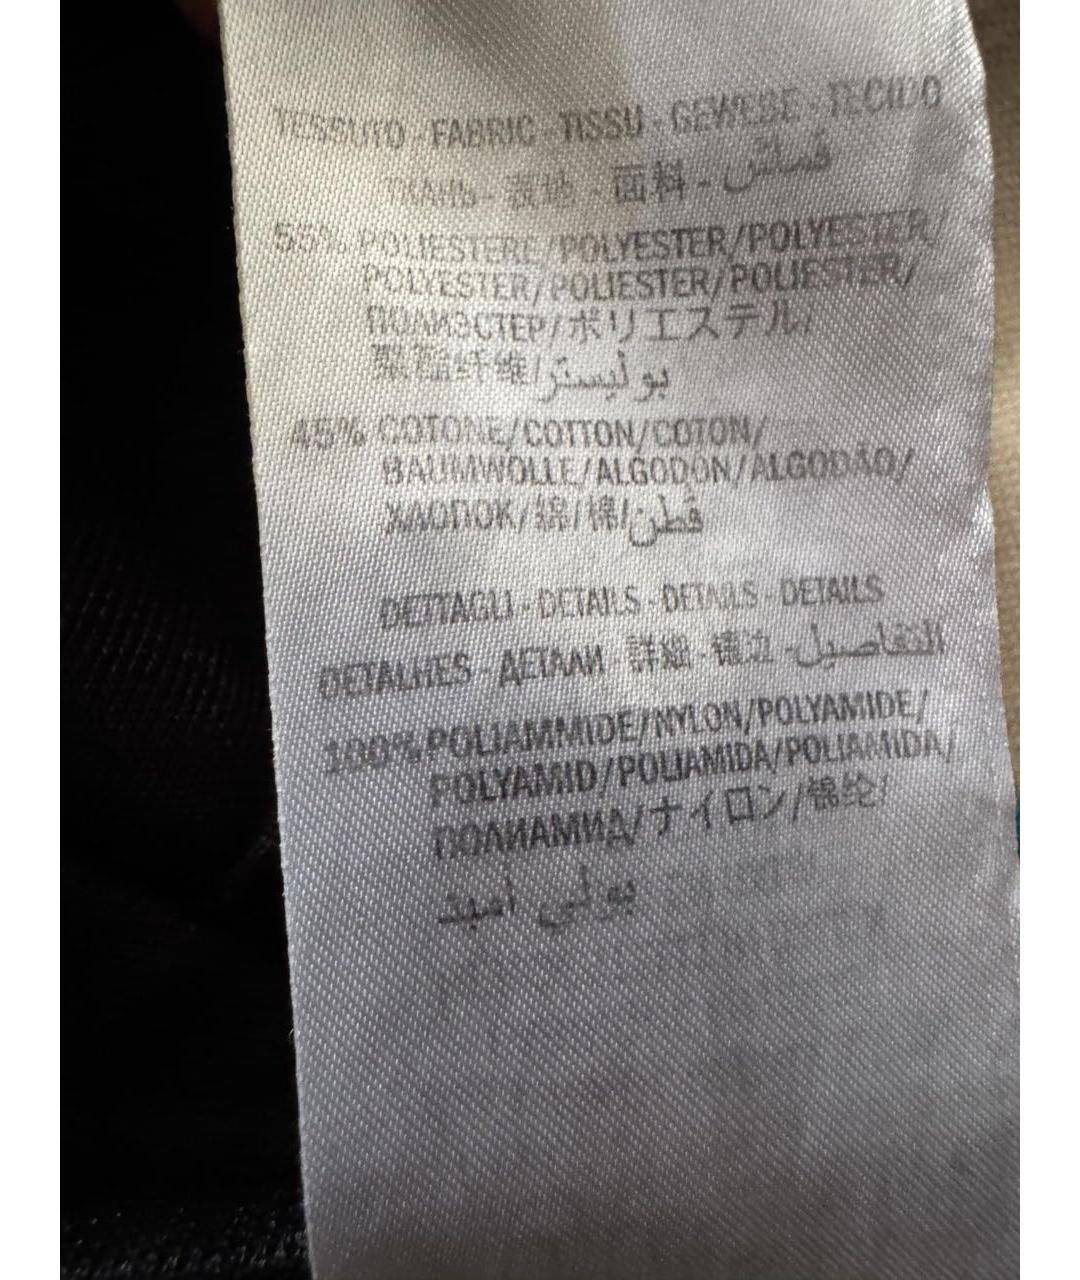 TESSUTO - FABRIC - TISSU - GEWEBE - TECIDO
ТКАНЬ - 表地 - 面料 - قماش
55% POLIESTERE/POLYESTER/POLYESTER/
POLYESTER/POLIESTER/POLIESTER/
ПОЛИЭСТЕР/ポリエステル/
聚酯纤维/بوليستر
45% COTONE/COTTON/COTON/
BAUMWOLLE/ALGODON/ALGODÃO/
ХЛОПОК/綿/棉/قطن
DETTAGLI - DETAILS - DETAILS - DETAILS
DETALHES - ДЕТАЛИ - 詳細 - 镶边 - التفاصيل
100% POLIAMMIDE/NYLON/POLYAMIDE/
POLYAMID/POLIAMIDA/POLIAMIDA/
ПОЛИАМИД/ナイロン/锦纶/
بولي اميد